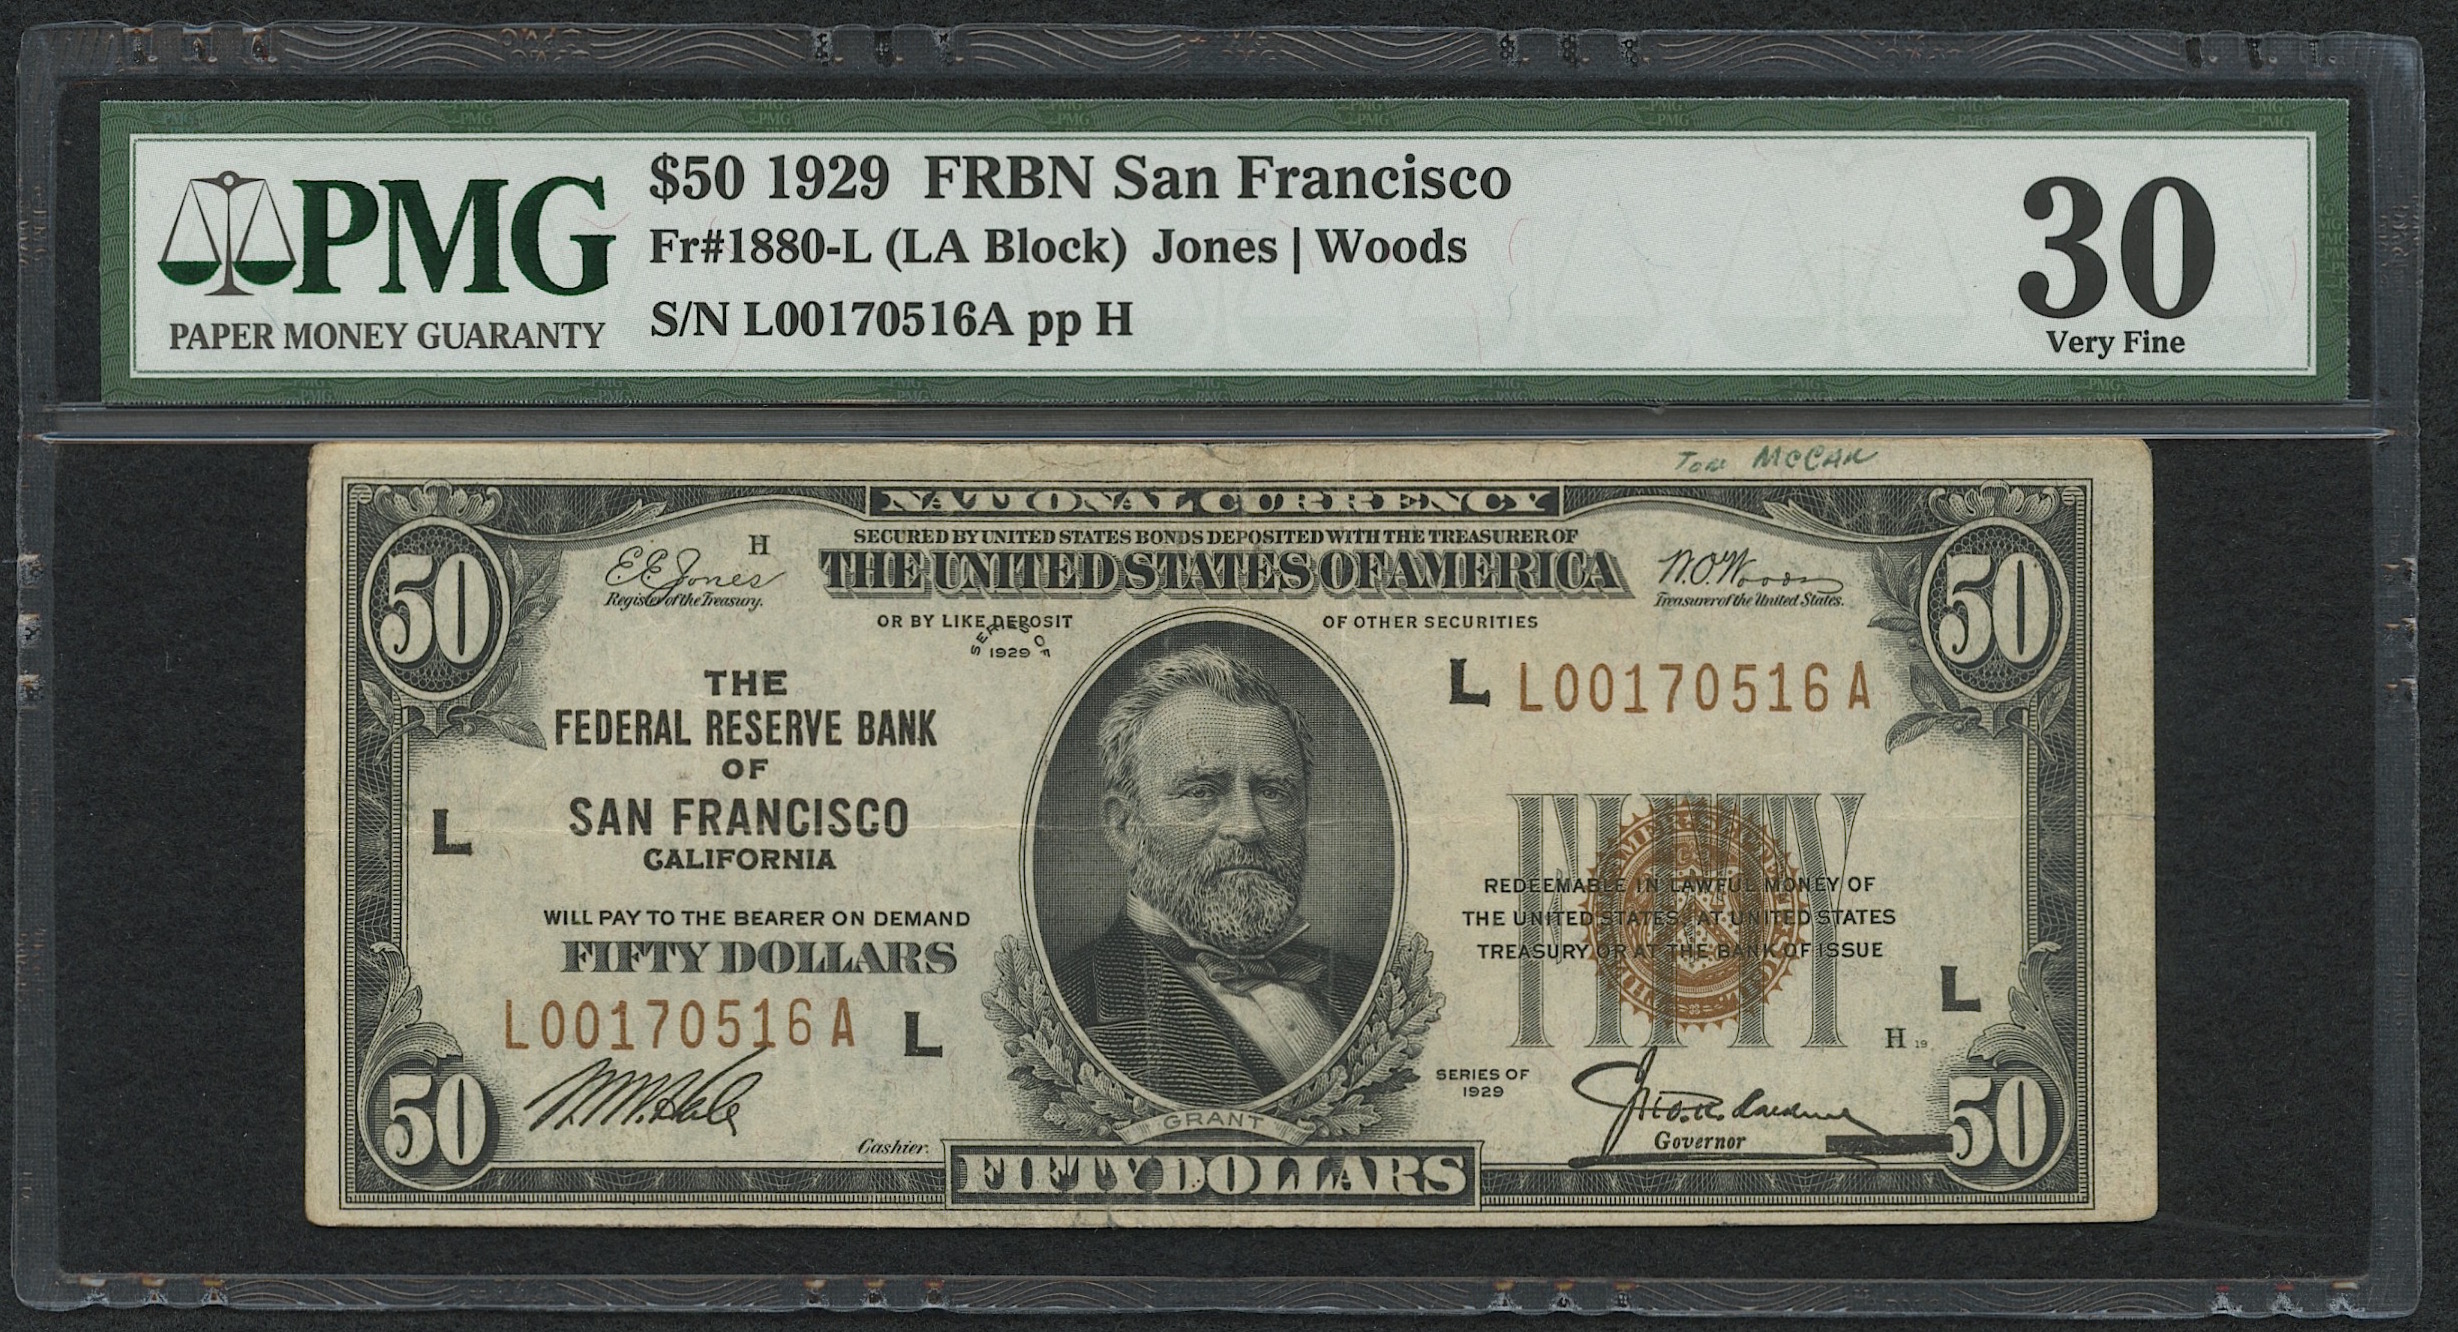 $50 1929 FRBN San Francisco
Fr#1880-L (LA Block) Jones | Woods
S/N L00170516A pp H
PMG
PAPER MONEY GUARANTY
30
Very Fine
McCan
NATIONAL CURRENCY
SECURED BY UNITED STATES BONDS DEPOSITED WITH THE TREASURER OF
THE UNITED STATES OF AMERICA
OR BY LIKE DEPOSIT OF OTHER SECURITIES
50
H
E.E. Jones
Register of the Treasury.
W.O. Woods
Treasurer of the United States.
50
SERIES OF
1929
L L00170516A
THE
FEDERAL RESERVE BANK
OF
SAN FRANCISCO
CALIFORNIA
L
WILL PAY TO THE BEARER ON DEMAND
FIFTY DOLLARS
L00170516A L
FIFTY
REDEEMABLE IN LAWFUL MONEY OF
THE UNITED STATES AT UNITED STATES
TREASURY OR AT THE BANK OF ISSUE
L
H 19
SERIES OF
1929
50
Cashier.
GRANT
Governor
50
FIFTY DOLLARS